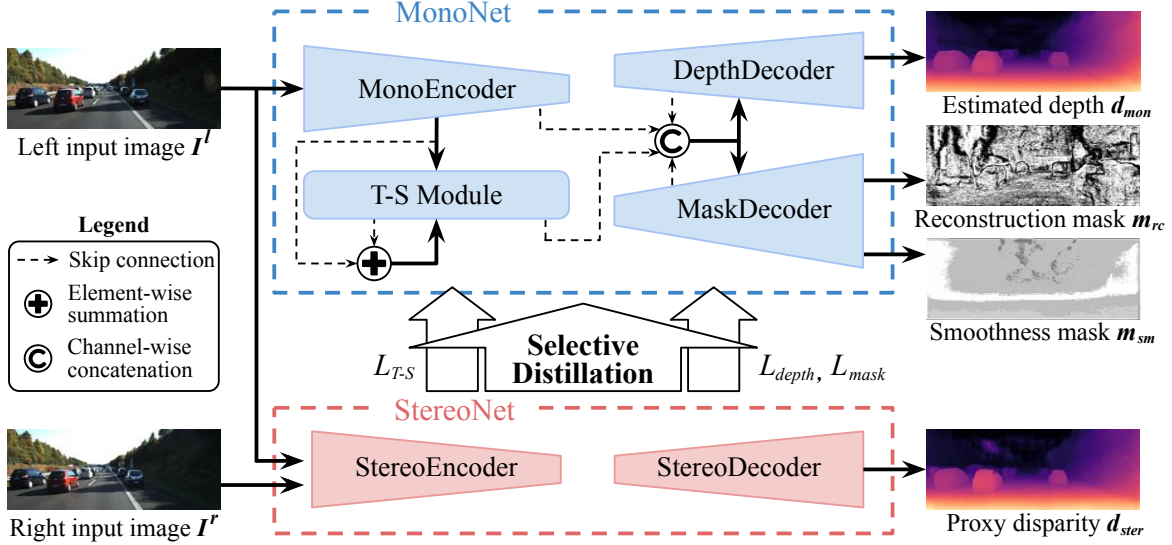 MonoNet
MonoEncoder
DepthDecoder
Left input image I^l
Estimated depth d_mon
T-S Module
MaskDecoder
Reconstruction mask m_rc
Legend
Skip connection
Element-wise
summation
Channel-wise
concatenation
Smoothness mask m_sm
Selective
Distillation
L_T-S
L_depth, L_mask
StereoNet
StereoEncoder
StereoDecoder
Right input image I^r
Proxy disparity d_ster
C
C